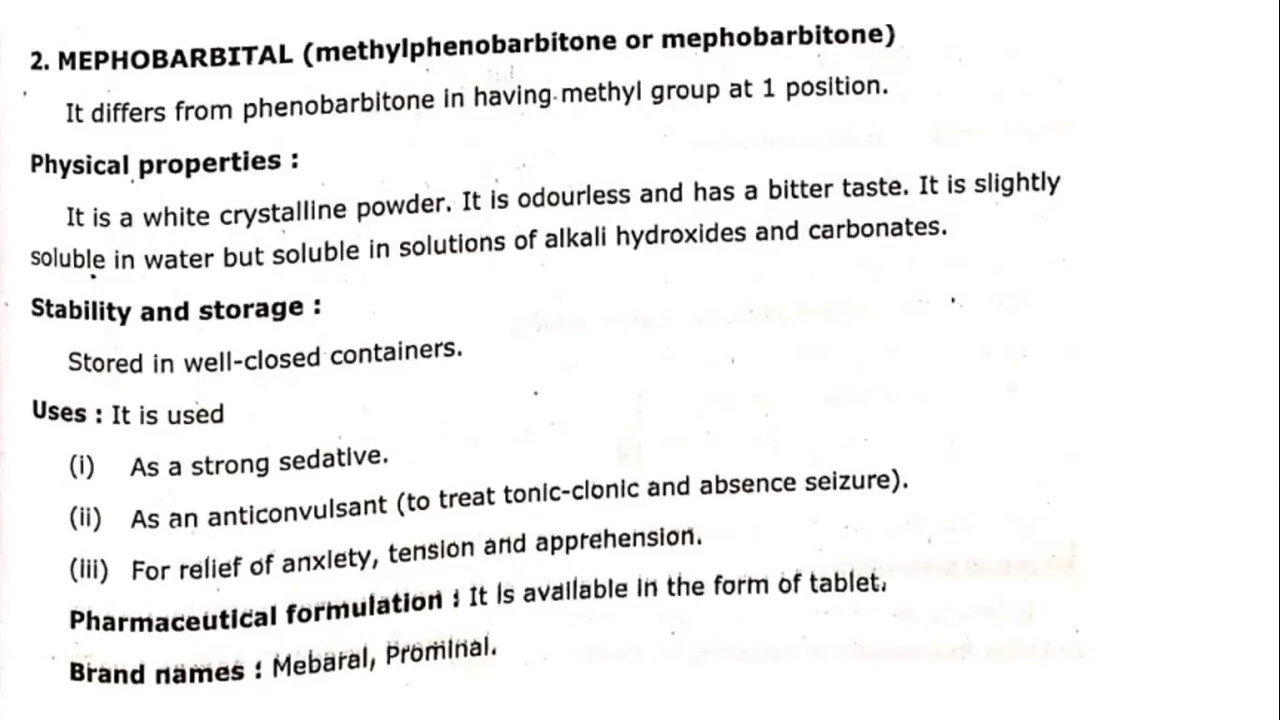 2. MEPHOBARBITAL (methylphenobarbitone or mephobarbitone)
It differs from phenobarbitone in having methyl group at 1 position.
Physical properties :
It is a white crystalline powder. It is odourless and has a bitter taste. It is slightly
soluble in water but soluble in solutions of alkali hydroxides and carbonates.
Stability and storage :
Stored in well-closed containers.
Uses : It is used
(i) As a strong sedative.
(ii) As an anticonvulsant (to treat tonic-clonic and absence seizure).
(iii) For relief of anxiety, tension and apprehension.
Pharmaceutical formulation : It is available in the form of tablet.
Brand names : Mebaral, Prominal.